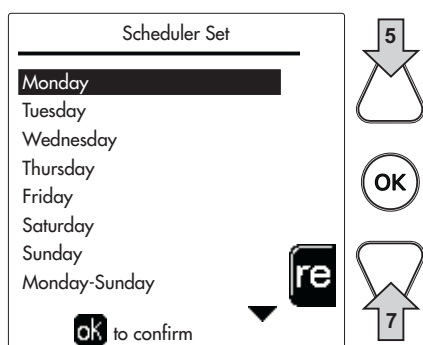 Scheduler Set
Monday
Tuesday
Wednesday
Thursday
Friday
Saturday
Sunday
Monday-Sunday
re
ok to confirm
5
OK
7